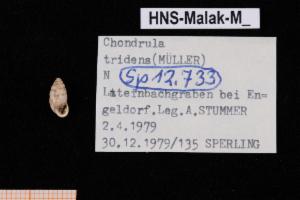 HNS-Malak-M_
Chondrula
tridens(MÜLLER)
N Sp 12.733
bei En-
geldorf, Leg.A.STUMMER
2.4.1979
30.12.1979/135 SPERLING